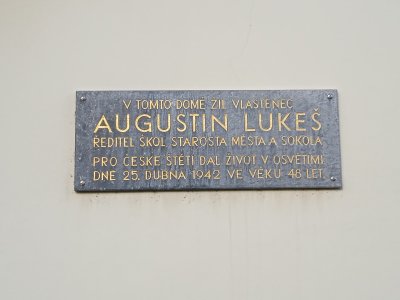 V TOMTO DOMĚ ŽIL VLASTENEC
AUGUSTIN LUKEŠ
ŘEDITEL ŠKOL STAROSTA MĚSTA A SOKOLA,
PRO ČESKÉ ŠTĚTÍ DAL ŽIVOT V OSVĚTIMI
DNE 25. DUBNA 1942 VE VĚKU 48 LET.